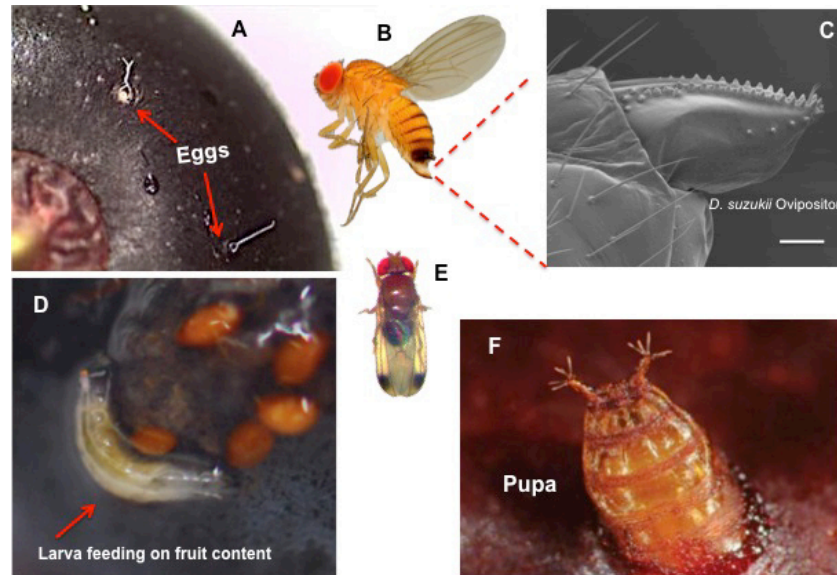 A
B
C
Eggs
D. suzukii Ovipositor
D
E
F
Pupa
Larva feeding on fruit content